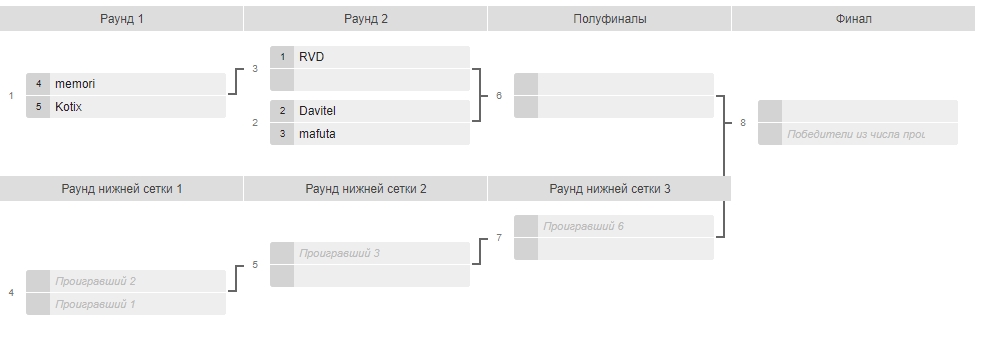 Раунд 1
Раунд 2
Полуфиналы
Финал
1
4 memori
5 Kotix
3
1 RVD
2
2 Davitel
3 mafuta
6
8
Победители из числа
Раунд нижней сетки 1
Раунд нижней сетки 2
Раунд нижней сетки 3
4
Проигравший 2
Проигравший 1
5
Проигравший 3
7
Проигравший 6